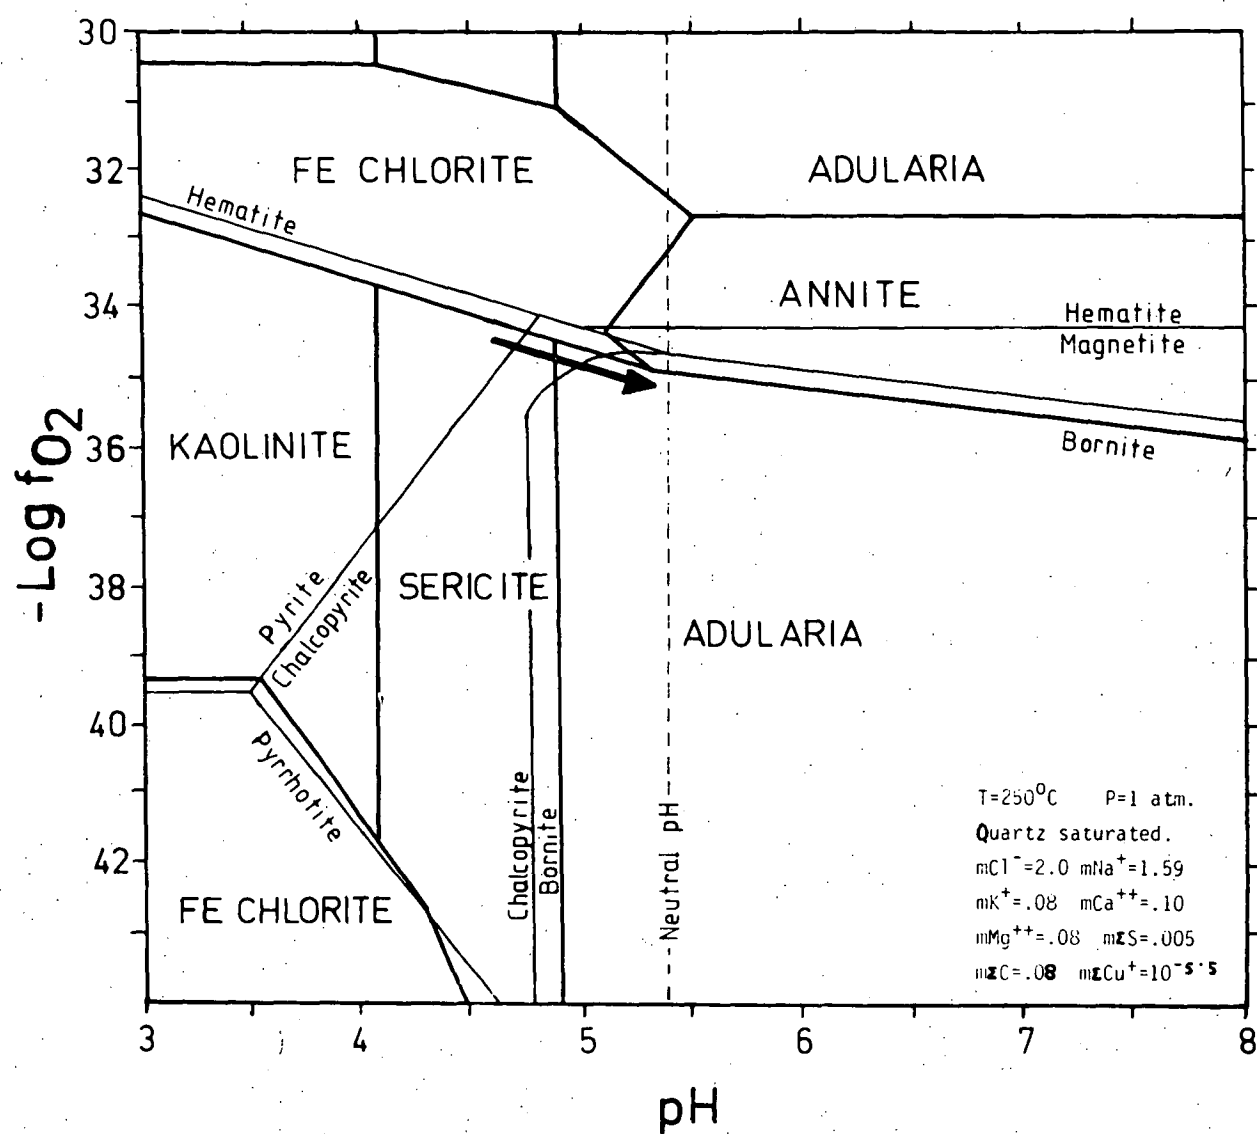 30
32
34
36
38
40
42
-Log fO2
FE CHLORITE
ADULARIA
Hematite
ANNITE
Hematite
Magnetite
Bornite
KAOLINITE
SERICITE
Pyrite
Chalcopyrite
ADULARIA
Pyrrhotite
Chalcopyrite
Bornite
Neutral pH
FE CHLORITE
T=250°C P=1 atm.
Quartz saturated.
mCl⁻=2.0 mNa⁺=1.59
mK⁺=.08 mCa⁺⁺=.10
mMg⁺⁺=.08 mΣS=.005
mΣC=.08 mΣCu⁺=10⁻⁵·⁵
3 4 5 6 7 8
pH